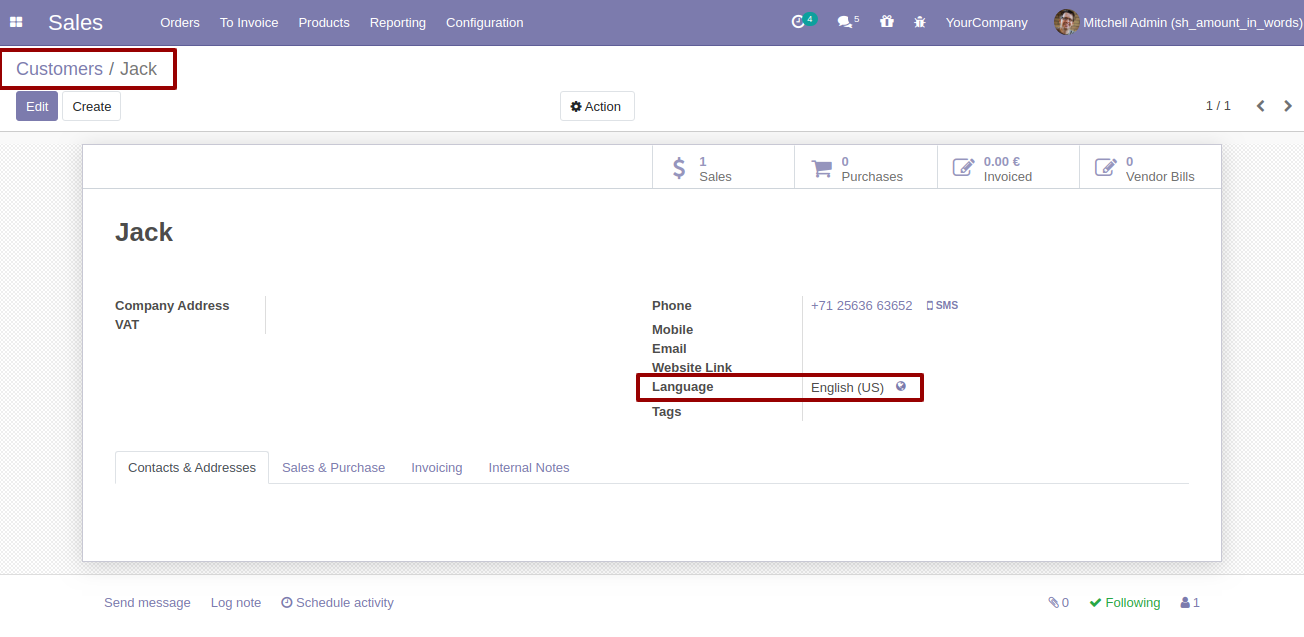 Sales Orders To Invoice Products Reporting Configuration 4 5 YourCompany Mitchell Admin (sh_amount_in_words)
Customers / Jack
Edit Create Action 1 / 1
1 0 0.00 € 0
Sales Purchases Invoiced Vendor Bills
Jack
Company Address
VAT
Phone +71 25636 63652 SMS
Mobile
Email
Website Link
Language English (US)
Tags
Contacts & Addresses Sales & Purchase Invoicing Internal Notes
Send message Log note Schedule activity 0 Following 1